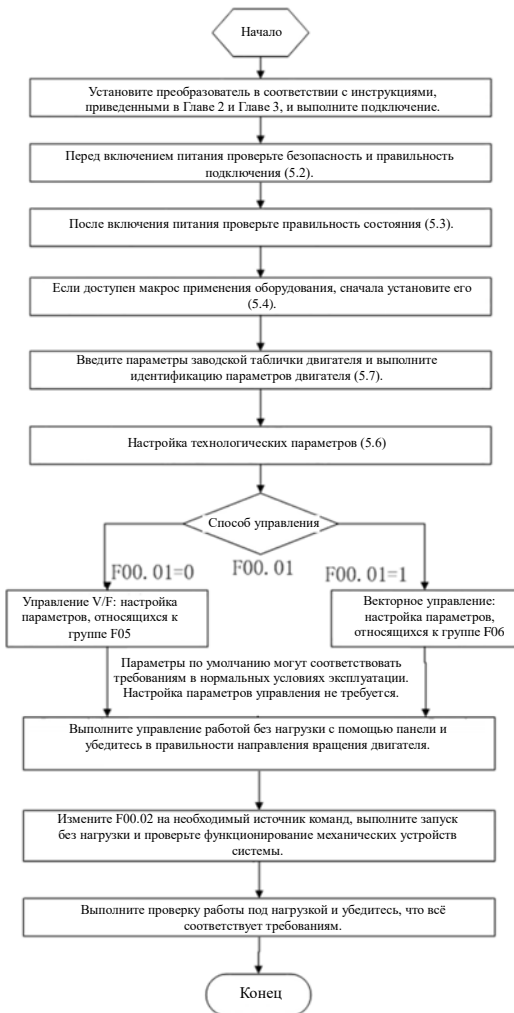 Начало
Установите преобразователь в соответствии с инструкциями,
приведенными в Главе 2 и Главе 3, и выполните подключение.
Перед включением питания проверьте безопасность и правильность
подключения (5.2).
После включения питания проверьте правильность состояния (5.3).
Если доступен макрос применения оборудования, сначала установите его
(5.4).
Введите параметры заводской таблички двигателя и выполните
идентификацию параметров двигателя (5.7).
Настройка технологических параметров (5.6)
Способ управления
F00.01=0
F00.01
F00.01=1
Управление V/F: настройка
параметров, относящихся к
группе F05
Векторное управление:
настройка параметров,
относящихся к группе F06
Параметры по умолчанию могут соответствовать
требованиям в нормальных условиях эксплуатации.
Настройка параметров управления не требуется.
Выполните управление работой без нагрузки с помощью панели и
убедитесь в правильности направления вращения двигателя.
Измените F00.02 на необходимый источник команд, выполните запуск
без нагрузки и проверьте функционирование механических устройств
системы.
Выполните проверку работы под нагрузкой и убедитесь, что всё
соответствует требованиям.
Конец